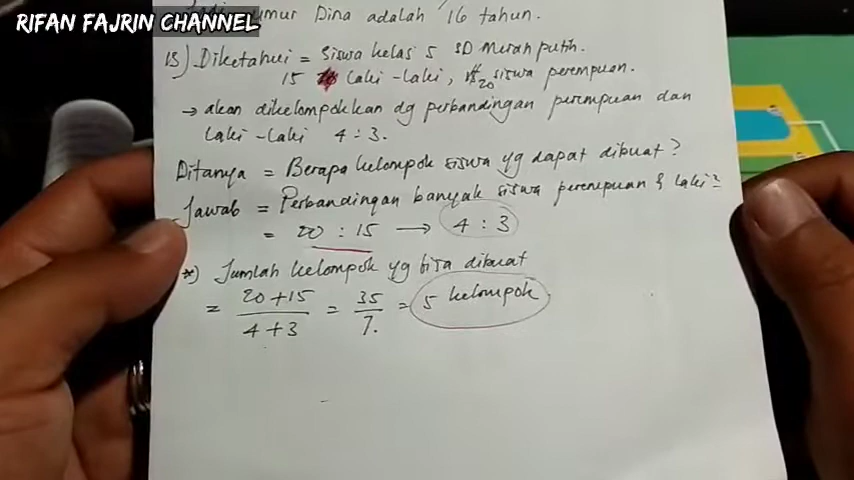 RIFAN FAJRIN CHANNEL
umur Dina adalah 16 tahun.
13) Diketahui = Siswa kelas 5 SD Merah putih.
15 laki-laki, 20 siswa perempuan.
→ akan dikelompokkan dg perbandingan perempuan dan
laki-laki 4 : 3.
Ditanya = Berapa kelompok siswa yg dapat dibuat?
Jawab = Perbandingan banyak siswa perempuan & laki²
= 20 : 15 → 4 : 3
*) Jumlah kelompok yg bisa dibuat
= 20 + 15 / 4 + 3 = 35 / 7 = 5 kelompok